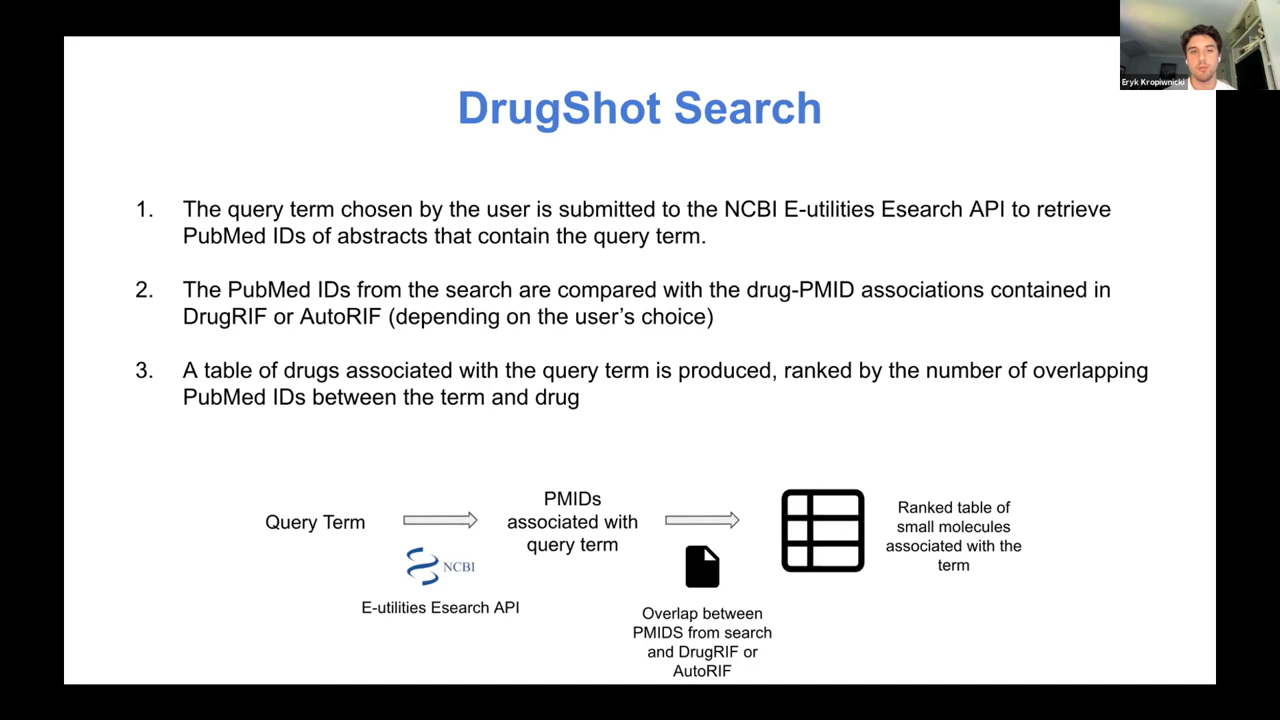 Eryk Kropiwnicki
DrugShot Search
1. The query term chosen by the user is submitted to the NCBI E-utilities Esearch API to retrieve
PubMed IDs of abstracts that contain the query term.
2. The PubMed IDs from the search are compared with the drug-PMID associations contained in
DrugRIF or AutoRIF (depending on the user’s choice)
3. A table of drugs associated with the query term is produced, ranked by the number of overlapping
PubMed IDs between the term and drug
Query Term
NCBI
E-utilities Esearch API
PMIDs
associated with
query term
Overlap between
PMIDS from search
and DrugRIF or
AutoRIF
Ranked table of
small molecules
associated with the
term